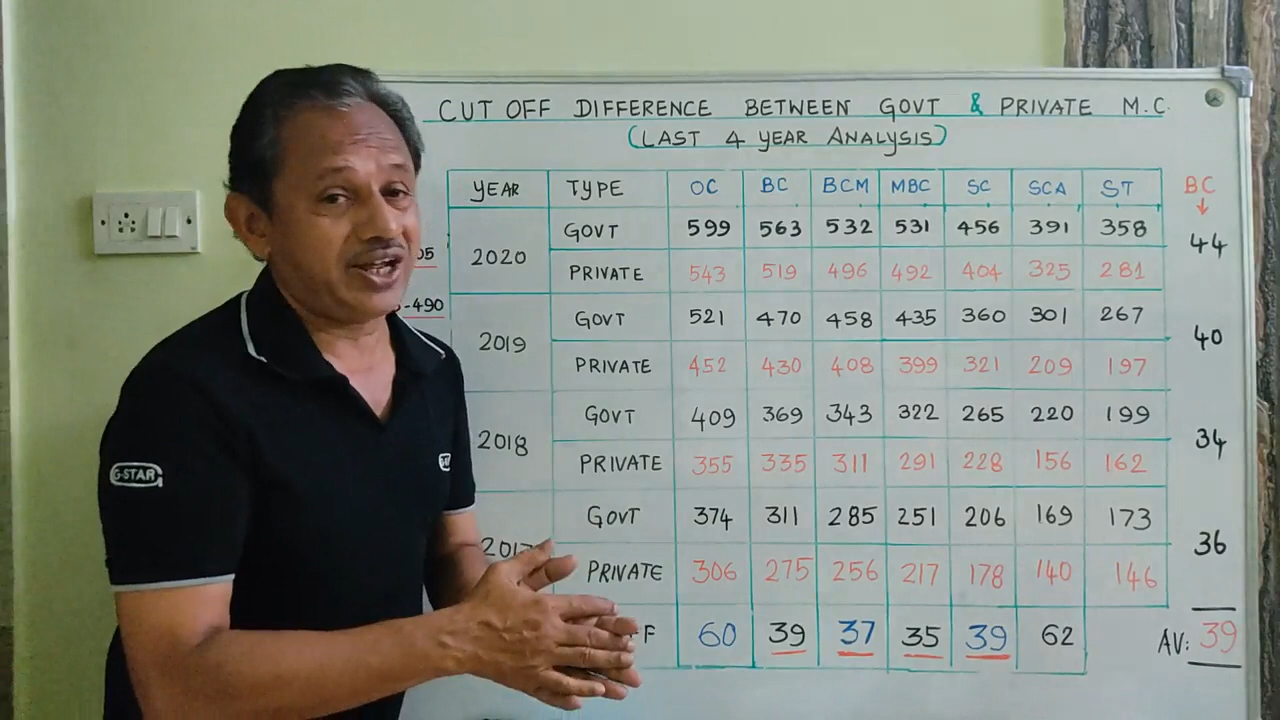 CUT OFF DIFFERENCE BETWEEN GOVT & PRIVATE M.C.
(LAST 4 YEAR ANALYSIS)
YEAR TYPE OC BC BCM MBC SC SCA ST BC
2020 GOVT 599 563 532 531 456 391 358 44
PRIVATE 543 519 496 492 404 325 281
2019 GOVT 521 470 458 435 360 301 267 40
PRIVATE 452 430 408 399 321 209 197
2018 GOVT 409 369 343 322 265 220 199 34
PRIVATE 355 335 311 291 228 156 162
2017 GOVT 374 311 285 251 206 169 173 36
PRIVATE 306 275 256 217 178 140 146
F 60 39 37 35 39 62 AV: 39
05
-490
G-STAR